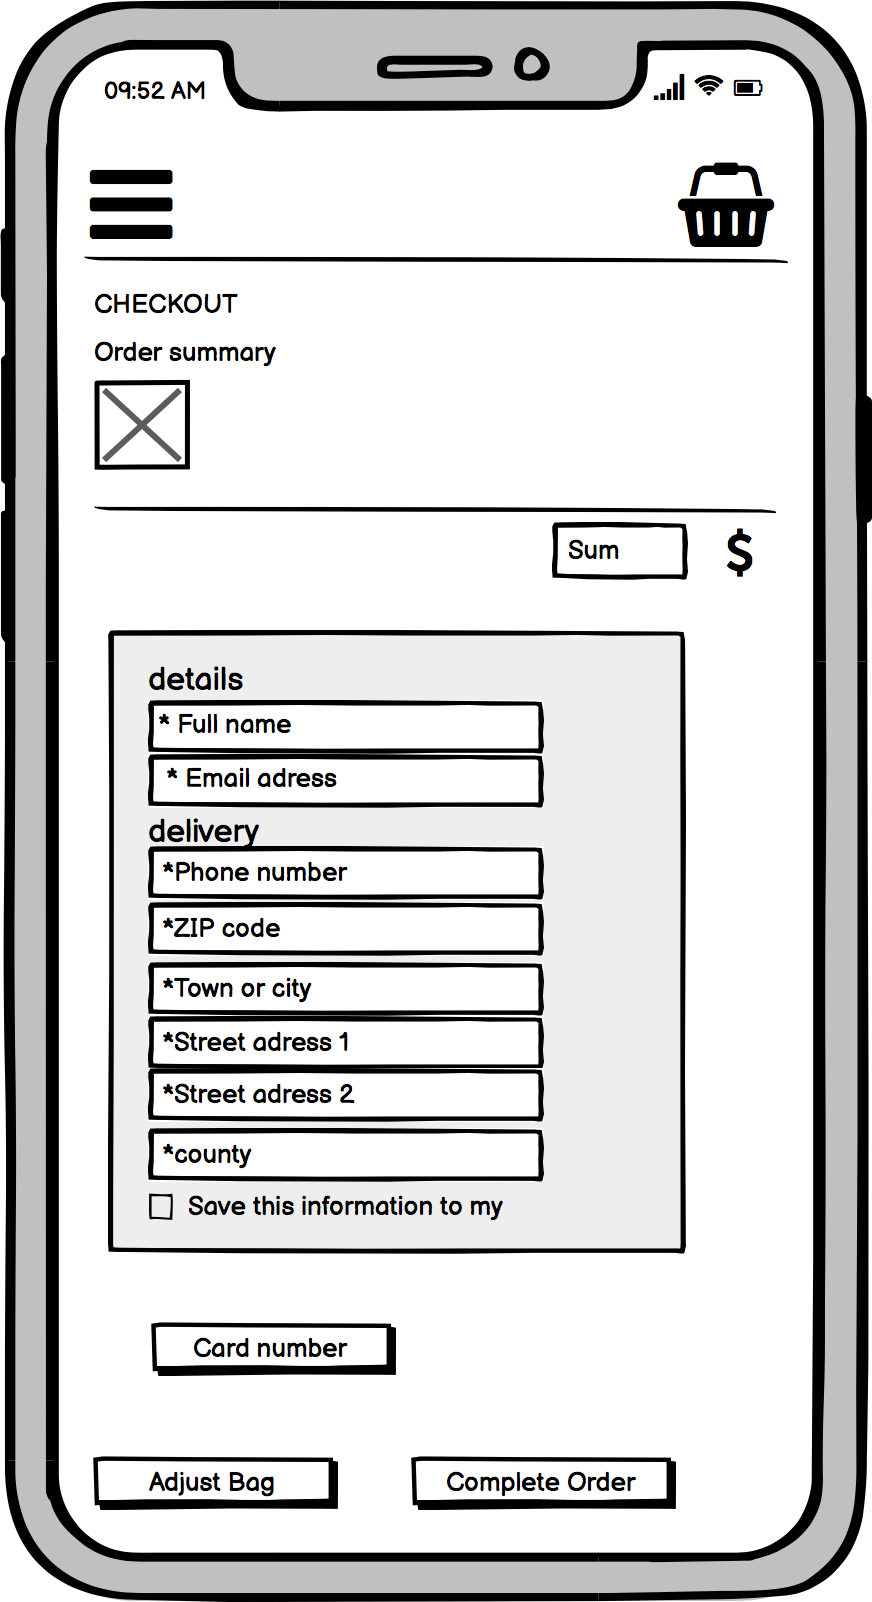 09:52 AM
CHECKOUT
Order summary
Sum
$
details
* Full name
* Email adress
delivery
*Phone number
*ZIP code
*Town or city
*Street adress 1
*Street adress 2
*county
Save this information to my
Card number
Adjust Bag
Complete Order